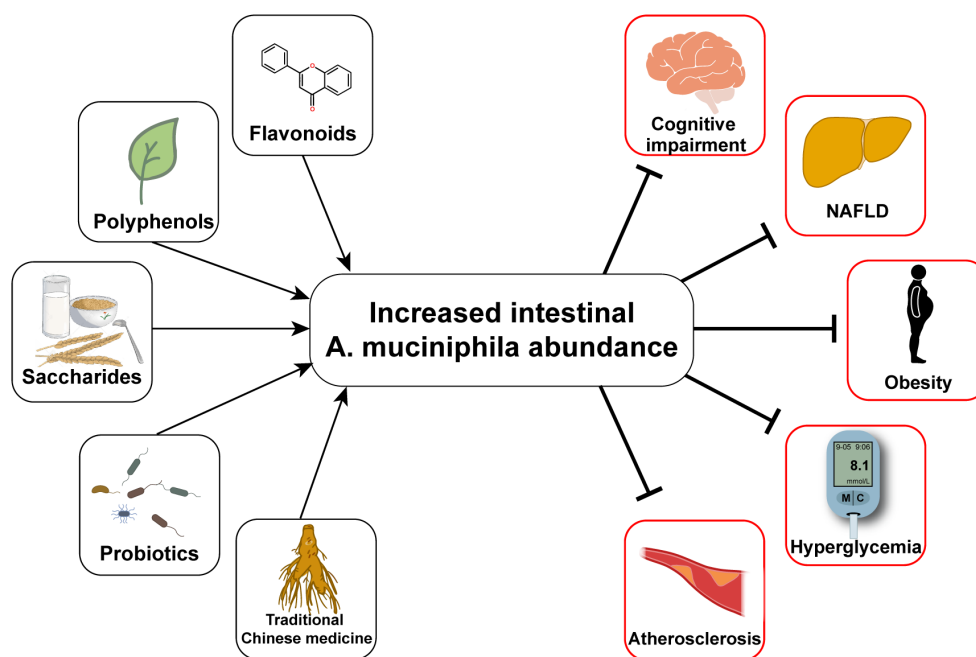 Flavonoids
Polyphenols
Saccharides
Probiotics
Traditional
Chinese medicine
Increased intestinal
A. muciniphila abundance
Cognitive
impairment
NAFLD
Obesity
9-05 9:06
8.1
mmol/L
M C
Hyperglycemia
Atherosclerosis
O
O